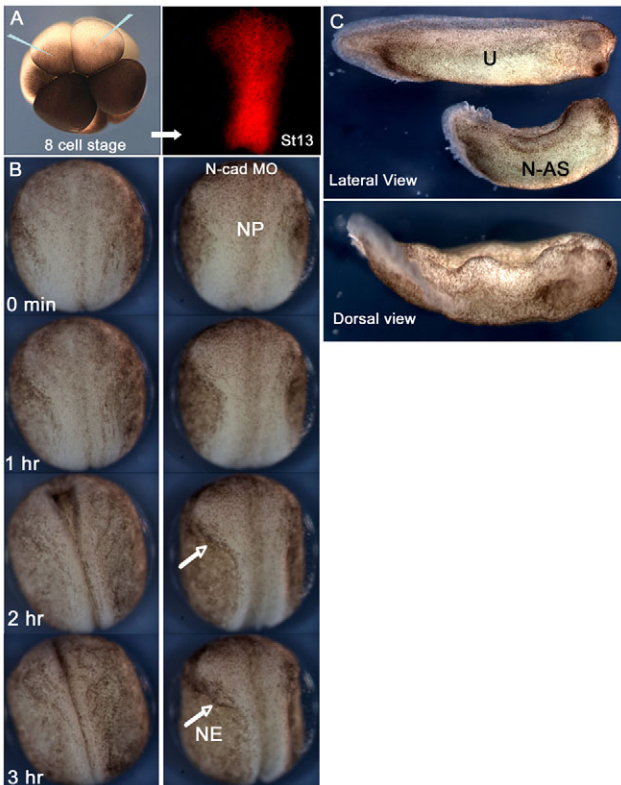 A
8 cell stage
St13
B
N-cad MO
NP
0 min
1 hr
2 hr
NE
3 hr
C
U
N-AS
Lateral View
Dorsal view